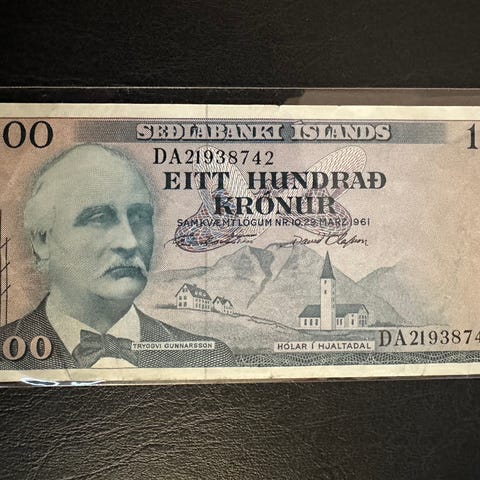 00 SEÐLABANKI ÍSLANDS 1
DA21938742
EITT HUNDRAÐ
KRÓNUR
SAMKVÆMT LÖGUM NR. 10, 29. MARZ 1961
TRYGGVI GUNNARSSON
HÓLAR Í HJALTADAL
DA2193874
00